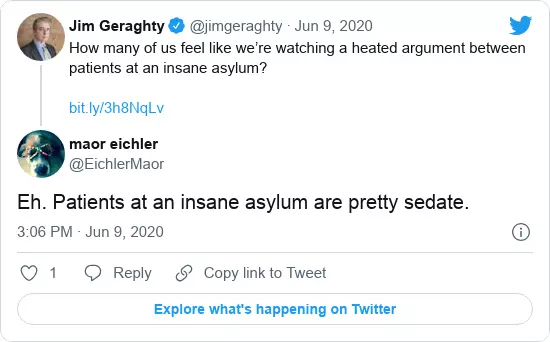 Jim Geraghty @jimgeraghty · Jun 9, 2020
How many of us feel like we’re watching a heated argument between
patients at an insane asylum?
bit.ly/3h8NqLv
maor eichler
@EichlerMaor
Eh. Patients at an insane asylum are pretty sedate.
3:06 PM · Jun 9, 2020
1 Reply Copy link to Tweet
Explore what's happening on Twitter